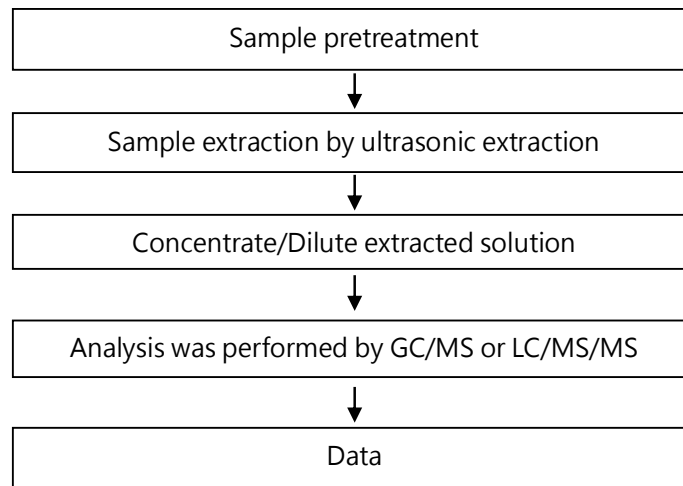 Sample pretreatment
Sample extraction by ultrasonic extraction
Concentrate/Dilute extracted solution
Analysis was performed by GC/MS or LC/MS/MS
Data